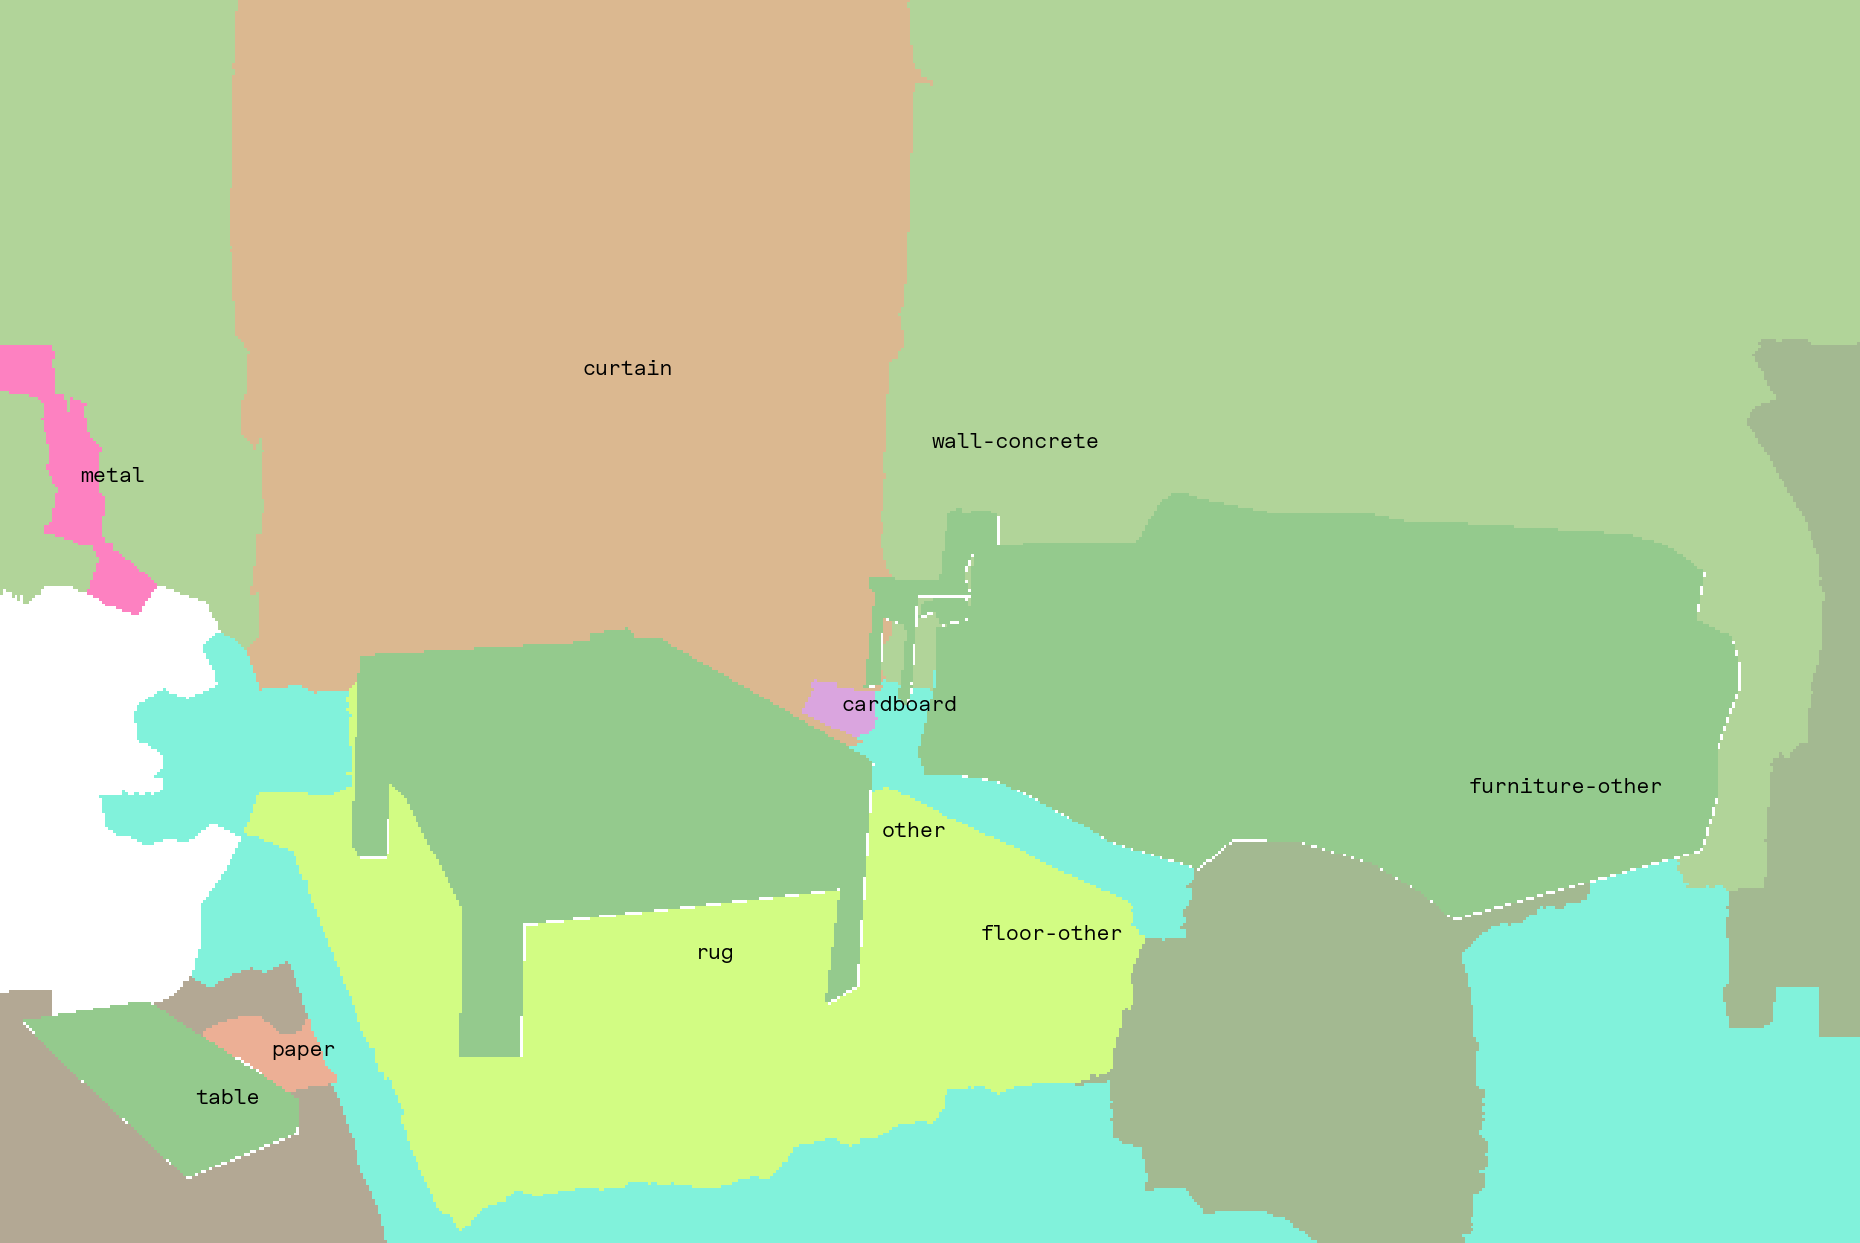 curtain
wall-concrete
metal
cardboard
furniture-other
other
floor-other
rug
paper
table